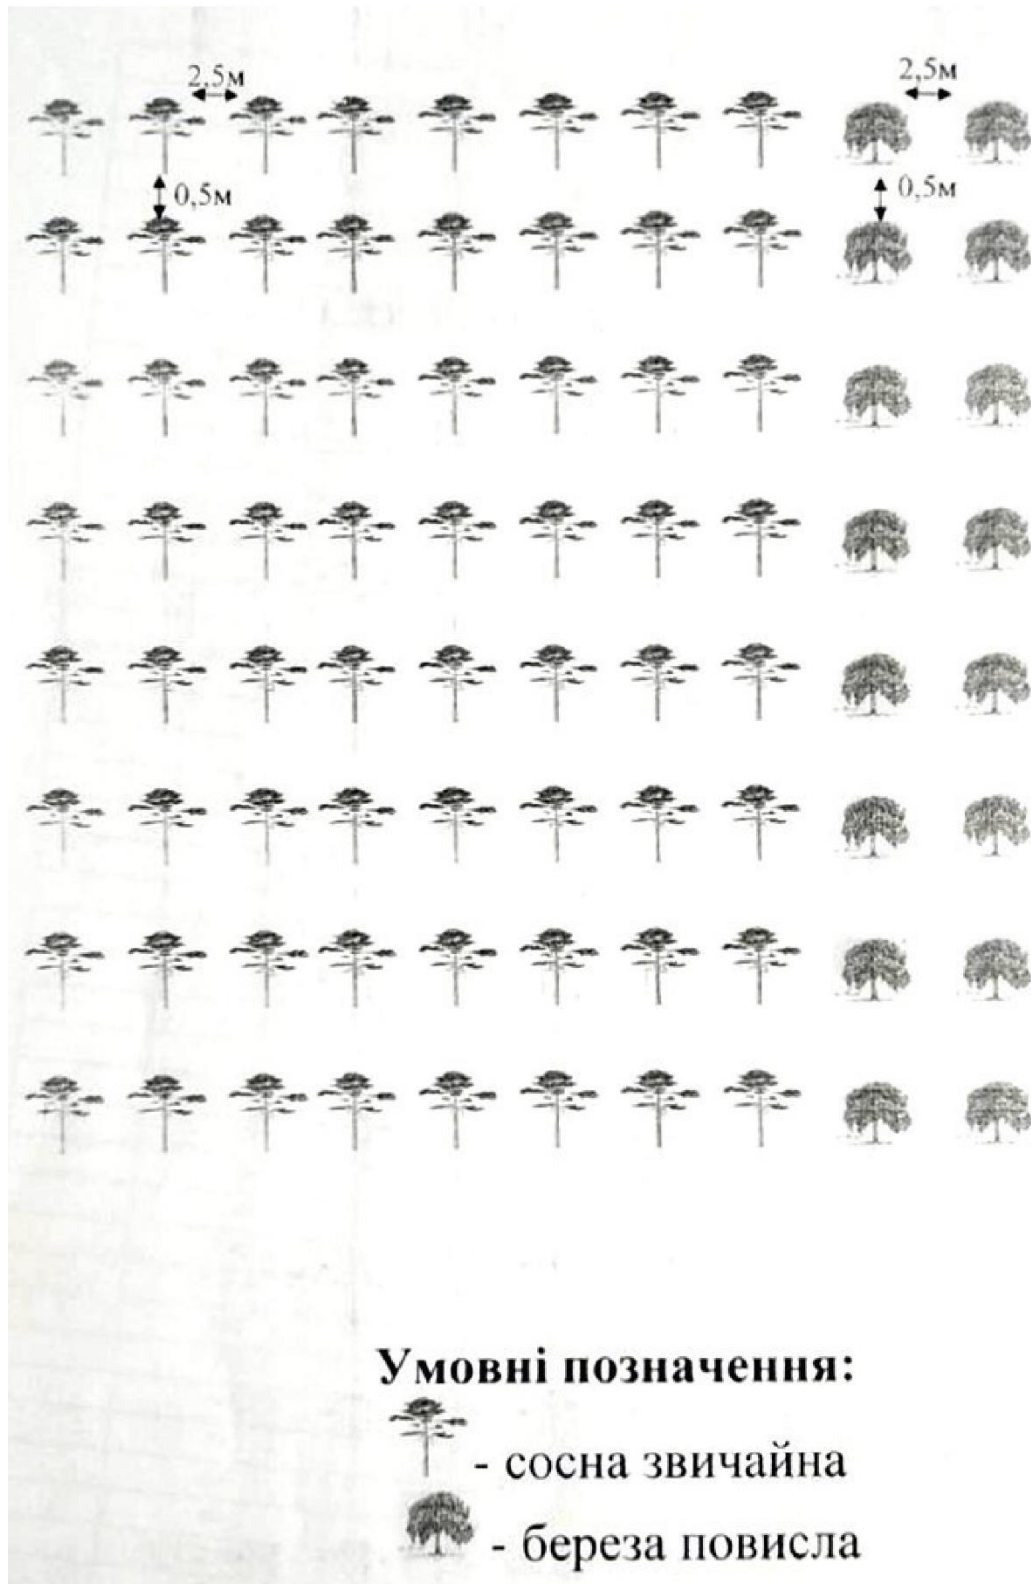 2,5м 2,5м
0,5м 0,5м
Умовні позначення:
- сосна звичайна
- береза повисла